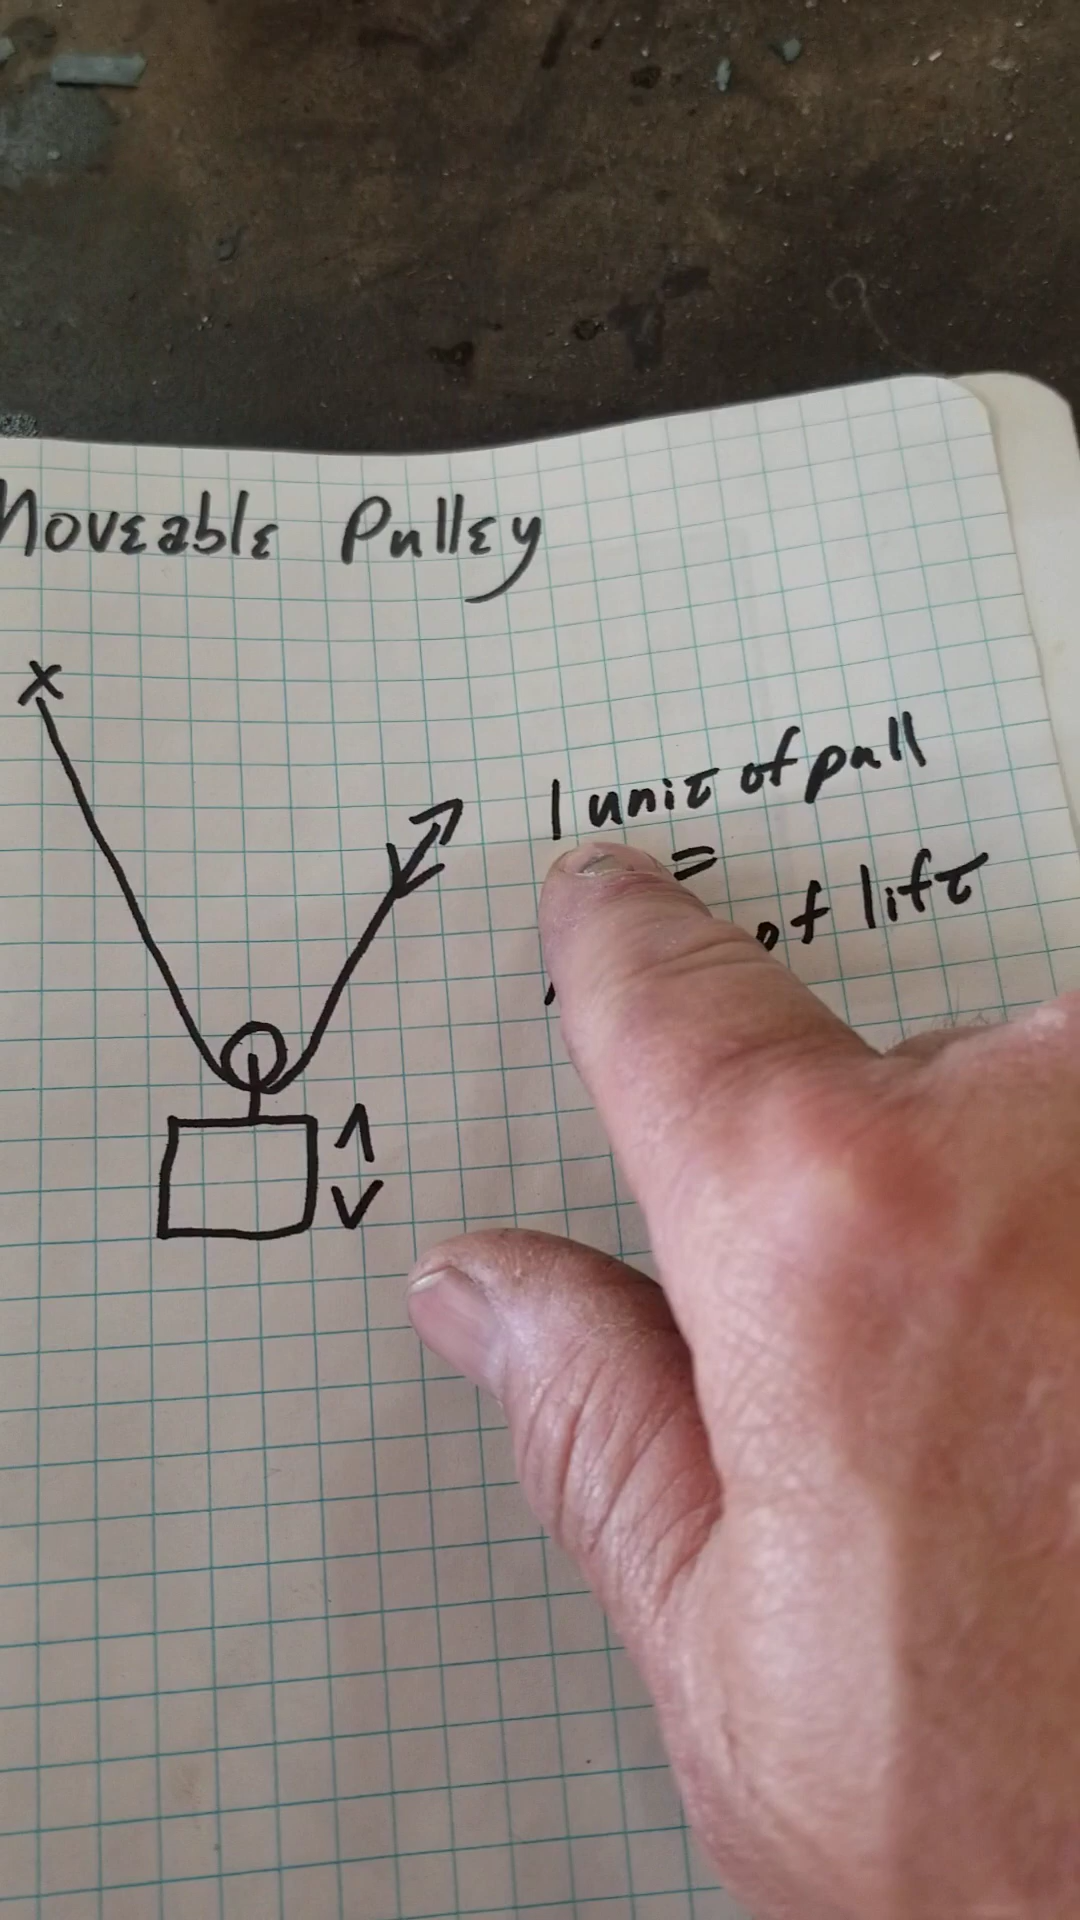 Moveable Pulley
x
1 unit of pull
=
of lift